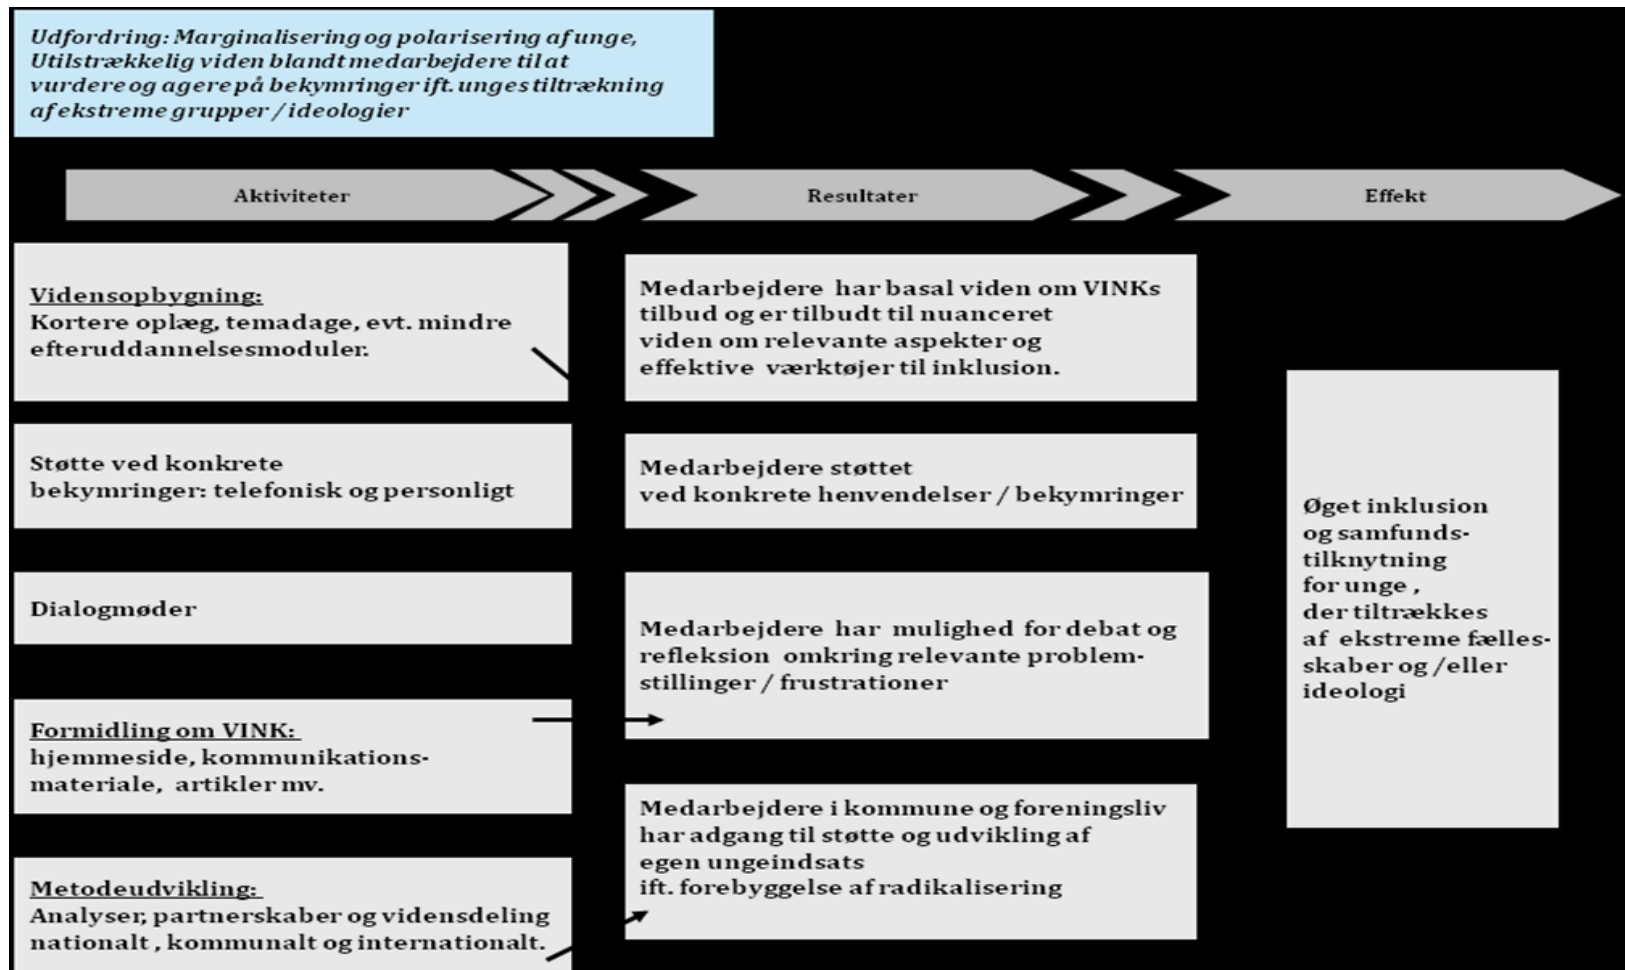 Udfordring: Marginalisering og polarisering af unge,
Utilstrækkelig viden blandt medarbejdere til at
vurdere og agere på bekymringer ift. unges tiltrækning
af ekstreme grupper / ideologier
Aktiviteter
Resultater
Effekt
Vidensopbygning:
Kortere oplæg, temadage, evt. mindre
efteruddannelsesmoduler.
Støtte ved konkrete
bekymringer: telefonisk og personligt
Dialogmøder
Formidling om VINK:
hjemmeside, kommunikations-
materiale, artikler mv.
Metodeudvikling:
Analyser, partnerskaber og vidensdeling
nationalt , kommunalt og internationalt.
Medarbejdere har basal viden om VINKs
tilbud og er tilbudt til nuanceret
viden om relevante aspekter og
effektive værktøjer til inklusion.
Medarbejdere støttet
ved konkrete henvendelser / bekymringer
Medarbejdere har mulighed for debat og
refleksion omkring relevante problem-
stillinger / frustrationer
Medarbejdere i kommune og foreningsliv
har adgang til støtte og udvikling af
egen ungeindsats
ift. forebyggelse af radikalisering
Øget inklusion
og samfunds-
tilknytning
for unge ,
der tiltrækkes
af ekstreme fælles-
skaber og /eller
ideologi